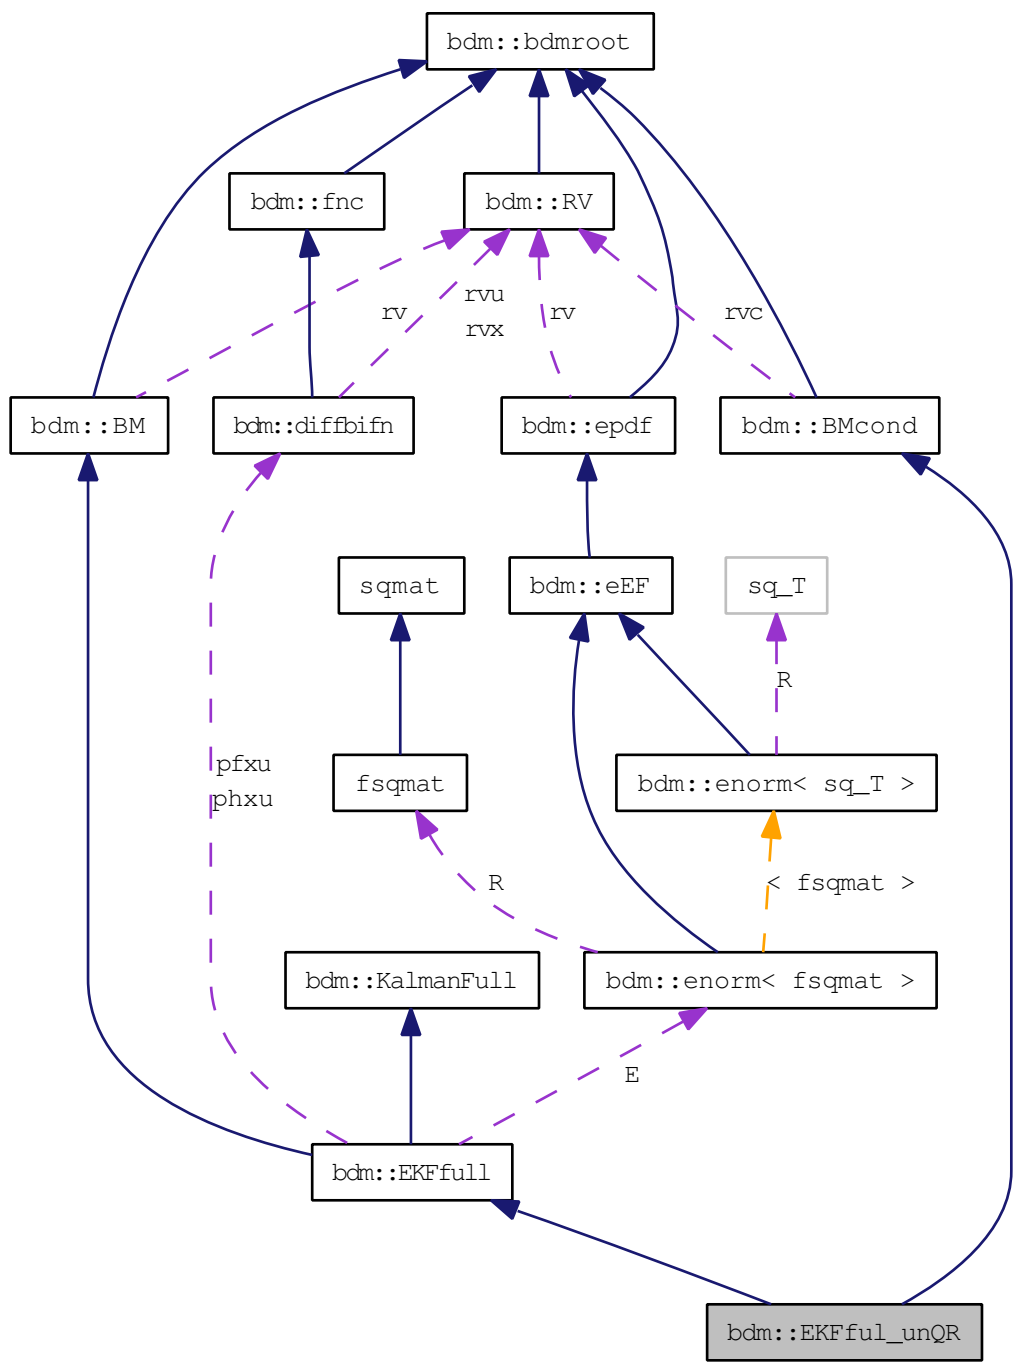 bdm::bdmroot
bdm::fnc
bdm::RV
rv
rvu
rvx
rv
rvc
bdm::BM
bdm::diffbifn
bdm::epdf
bdm::BMcond
sqmat
bdm::eEF
sq_T
R
pfxu
phxu
fsqmat
bdm::enorm< sq_T >
R
< fsqmat >
bdm::KalmanFull
bdm::enorm< fsqmat >
E
bdm::EKFfull
bdm::EKFful_unQR